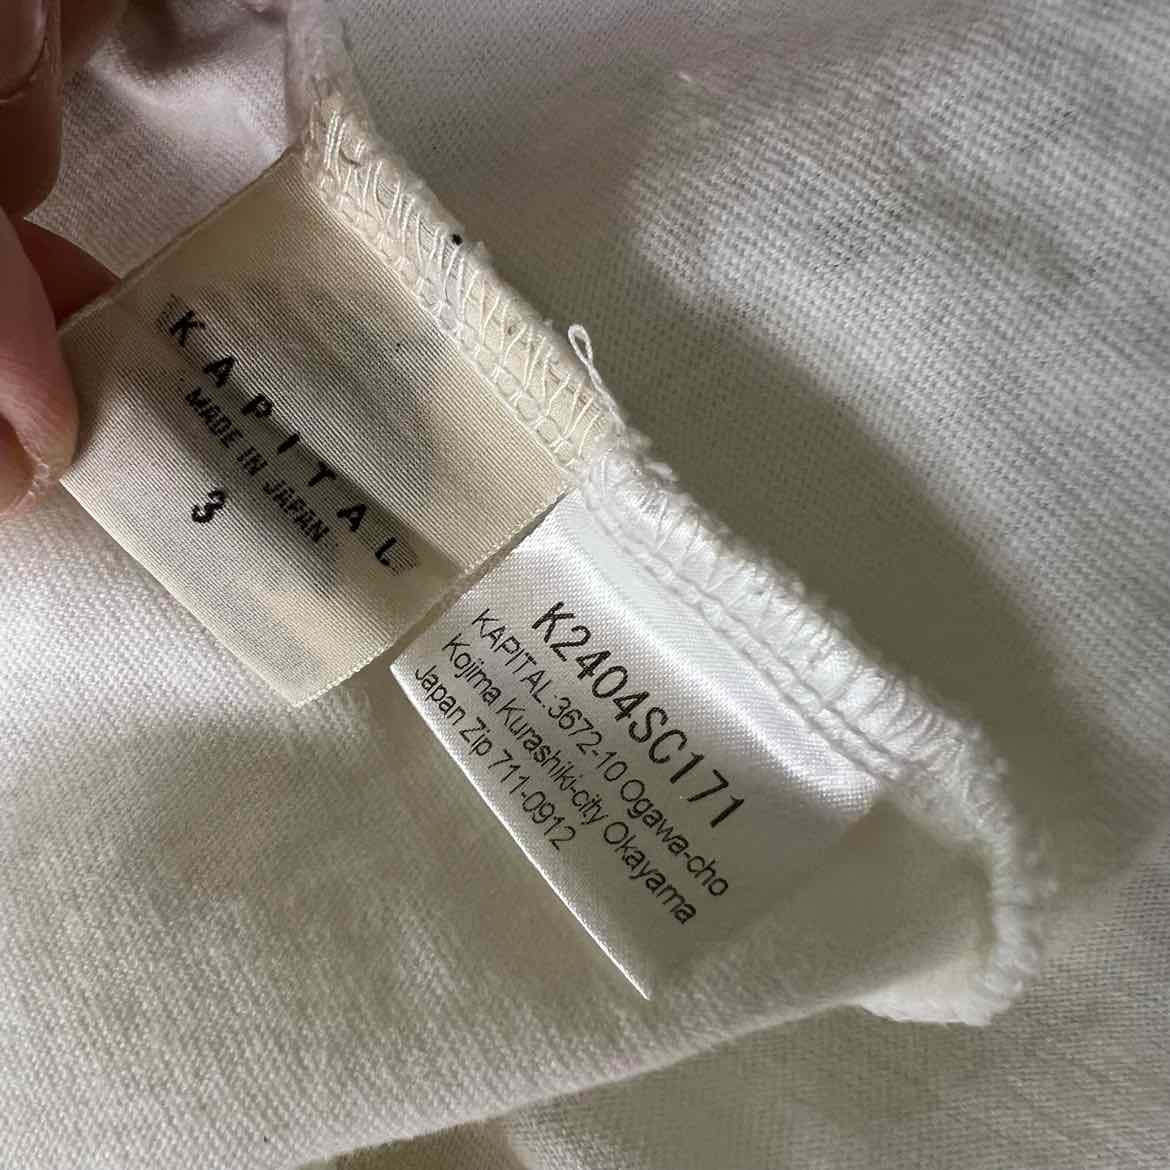 KAPITAL
MADE IN JAPAN
3
K2404SC171
KAPITAL 3672-10 Ogawa-cho
Kojima Kurashiki-city Okayama
Japan Zip 711-0912